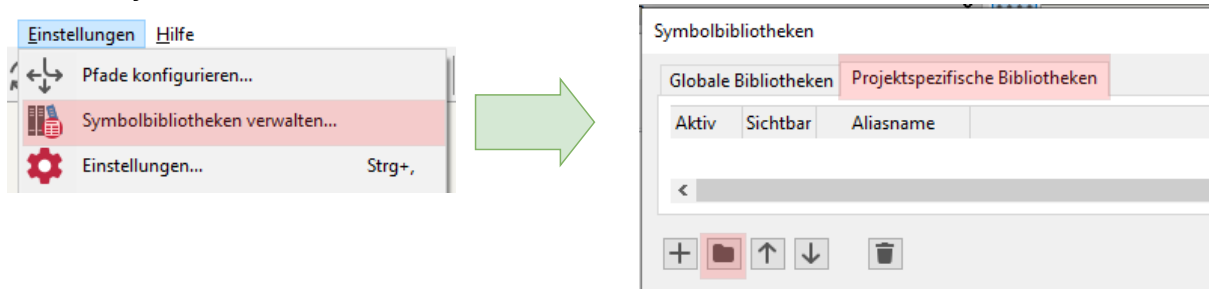 Einstellungen Hilfe
Pfade konfigurieren...
Symbolbibliotheken verwalten...
Einstellungen... Strg+,
Symbolbibliotheken
Globale Bibliotheken Projektspezifische Bibliotheken
Aktiv Sichtbar Aliasname